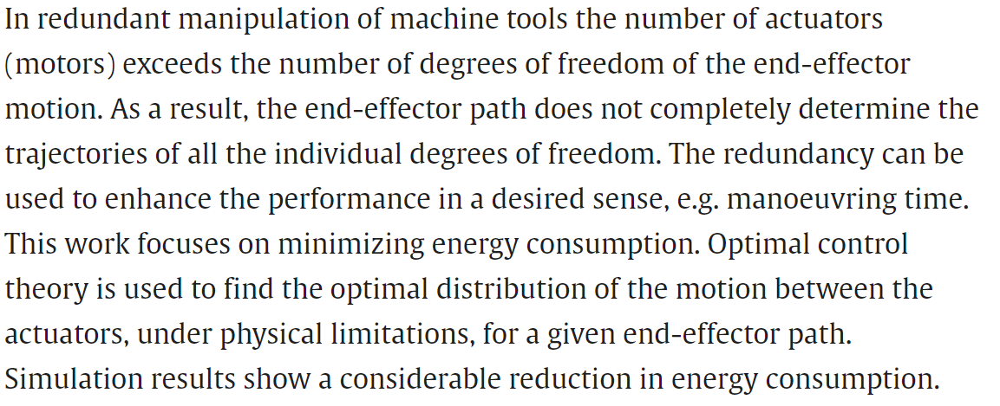 In redundant manipulation of machine tools the number of actuators
(motors) exceeds the number of degrees of freedom of the end-effector
motion. As a result, the end-effector path does not completely determine the
trajectories of all the individual degrees of freedom. The redundancy can be
used to enhance the performance in a desired sense, e.g. manoeuvring time.
This work focuses on minimizing energy consumption. Optimal control
theory is used to find the optimal distribution of the motion between the
actuators, under physical limitations, for a given end-effector path.
Simulation results show a considerable reduction in energy consumption.